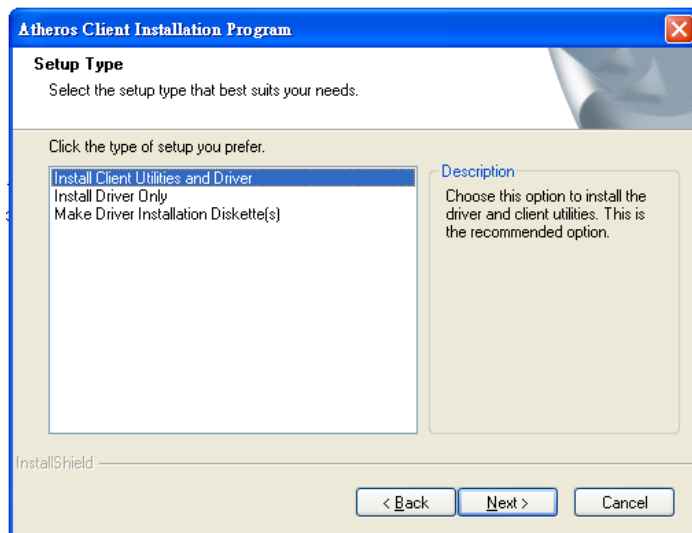 Atheros Client Installation Program
Setup Type
Select the setup type that best suits your needs.
Click the type of setup you prefer.
Install Client Utilities and Driver
Install Driver Only
Make Driver Installation Diskette(s)
Description
Choose this option to install the
driver and client utilities. This is
the recommended option.
InstallShield
< Back
Next >
Cancel